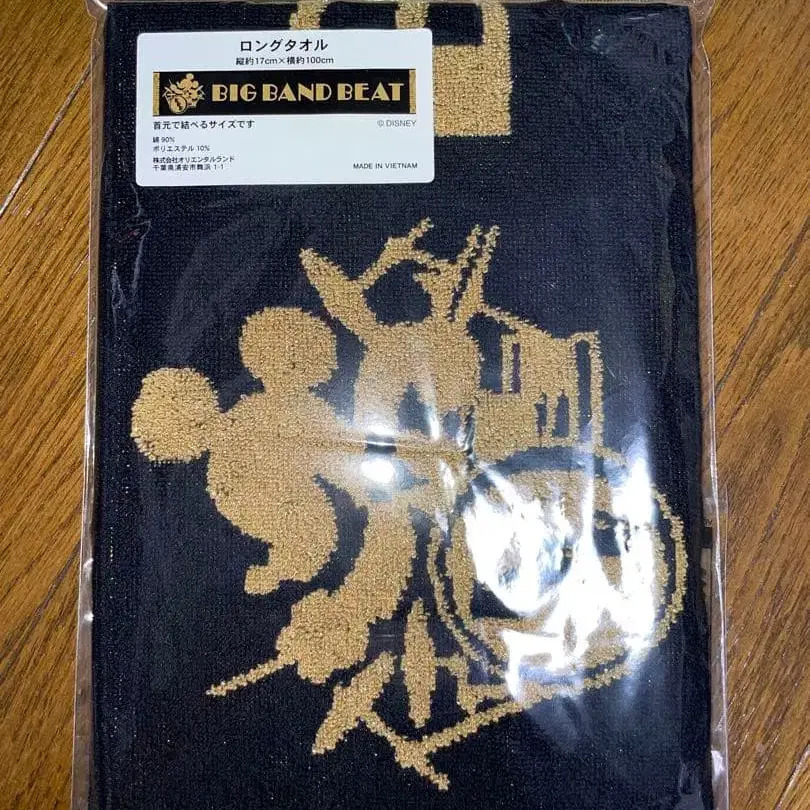 ロングタオル
縦約17cm×横約100cm
BIG BAND BEAT
首元で結べるサイズです
© DISNEY
綿 90%
ポリエステル 10%
株式会社オリエンタルランド
千葉県浦安市舞浜 1-1
MADE IN VIETNAM